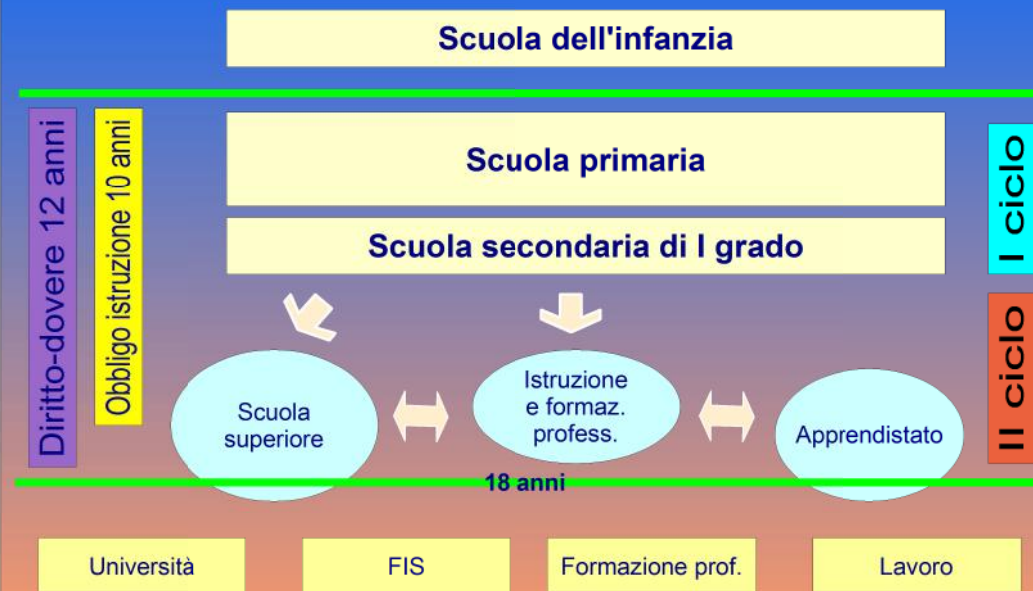 Scuola dell'infanzia
Diritto-dovere 12 anni
Obbligo istruzione 10 anni
Scuola primaria
Scuola secondaria di I grado
I ciclo
II ciclo
Scuola
superiore
Istruzione
e formaz.
profess.
Apprendistato
18 anni
Università
FIS
Formazione prof.
Lavoro